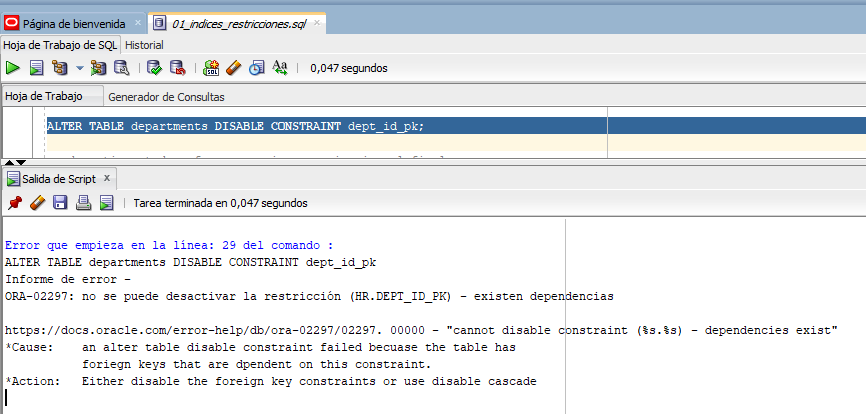 Página de bienvenida
01_indices_restricciones.sql
Hoja de Trabajo de SQL Historial
SQL
0,047 segundos
Hoja de Trabajo Generador de Consultas
ALTER TABLE departments DISABLE CONSTRAINT dept_id_pk;
Salida de Script x
Tarea terminada en 0,047 segundos
Error que empieza en la línea: 29 del comando :
ALTER TABLE departments DISABLE CONSTRAINT dept_id_pk
Informe de error -
ORA-02297: no se puede desactivar la restricción (HR.DEPT_ID_PK) - existen dependencias
https://docs.oracle.com/error-help/db/ora-02297/02297. 00000 - "cannot disable constraint (%s.%s) - dependencies exist"
*Cause: an alter table disable constraint failed becuase the table has
foriegn keys that are dpendent on this constraint.
*Action: Either disable the foreign key constraints or use disable cascade